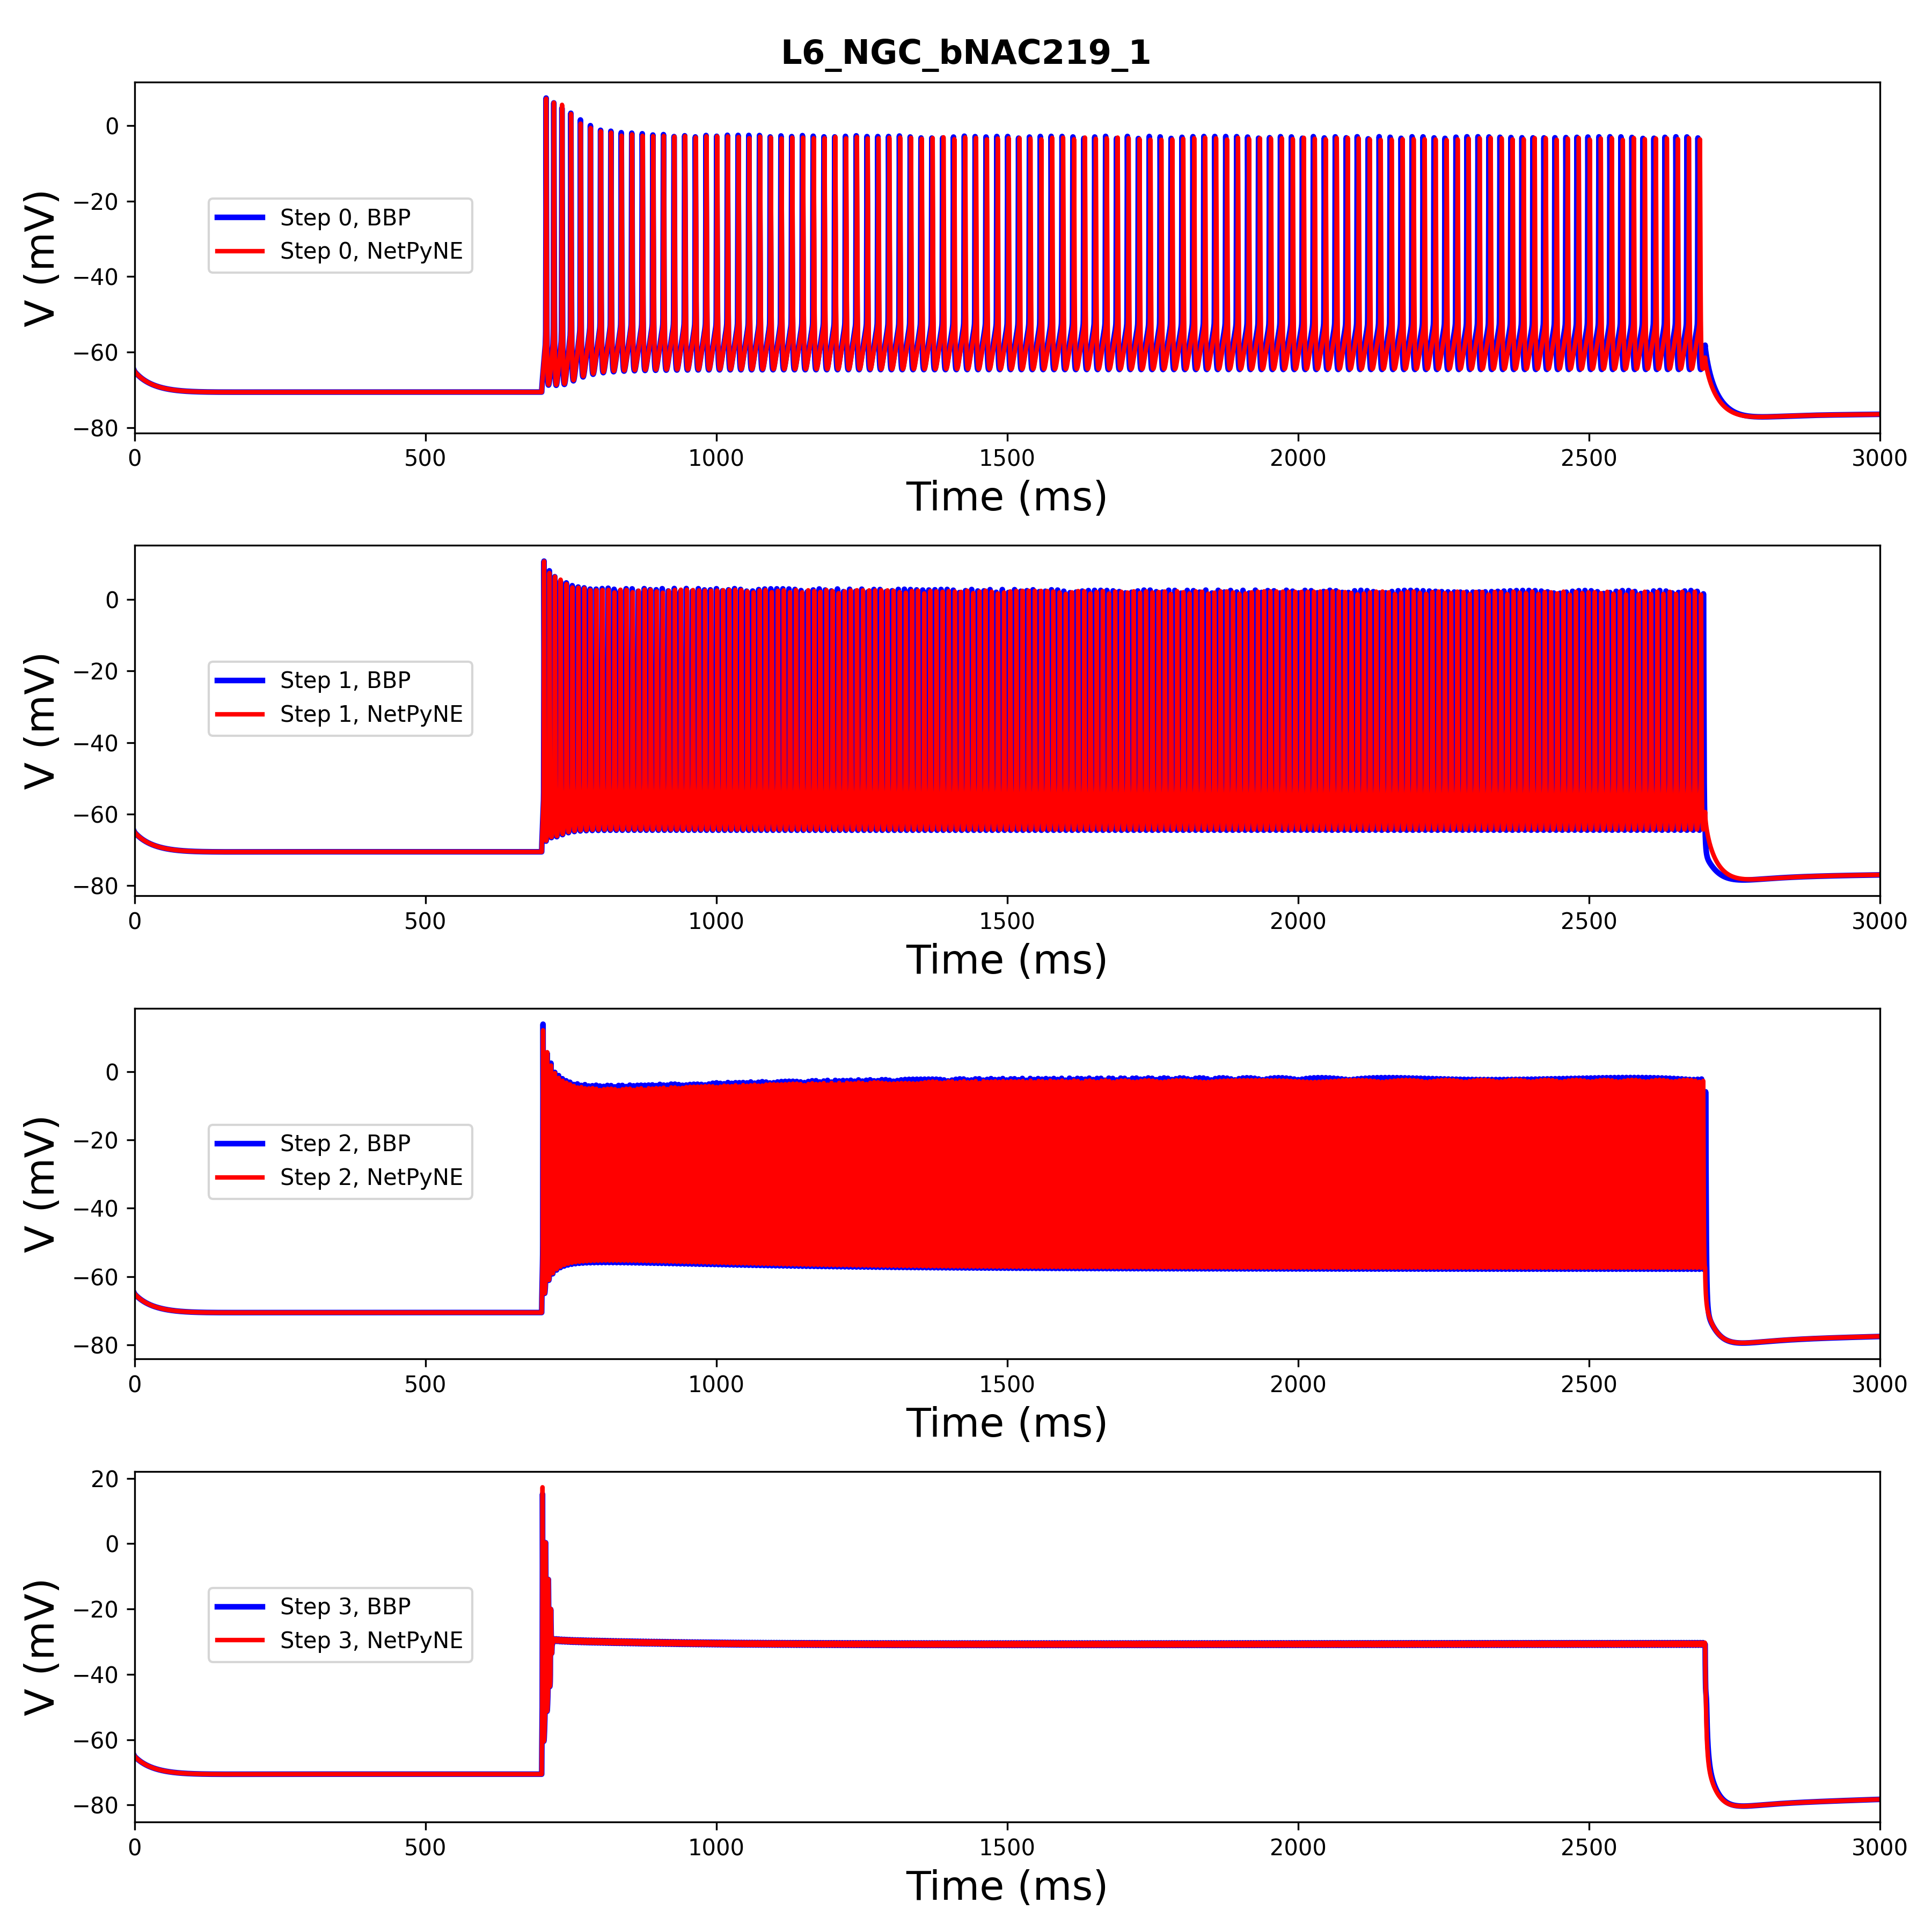 L6_NGC_bNAC219_1
0
−20
−40
−60
−80
V (mV)
Step 0, BBP
Step 0, NetPyNE
0 500 1000 1500 2000 2500 3000
Time (ms)
0
−20
−40
−60
−80
V (mV)
Step 1, BBP
Step 1, NetPyNE
0 500 1000 1500 2000 2500 3000
Time (ms)
0
−20
−40
−60
−80
V (mV)
Step 2, BBP
Step 2, NetPyNE
0 500 1000 1500 2000 2500 3000
Time (ms)
20
0
−20
−40
−60
−80
V (mV)
Step 3, BBP
Step 3, NetPyNE
0 500 1000 1500 2000 2500 3000
Time (ms)